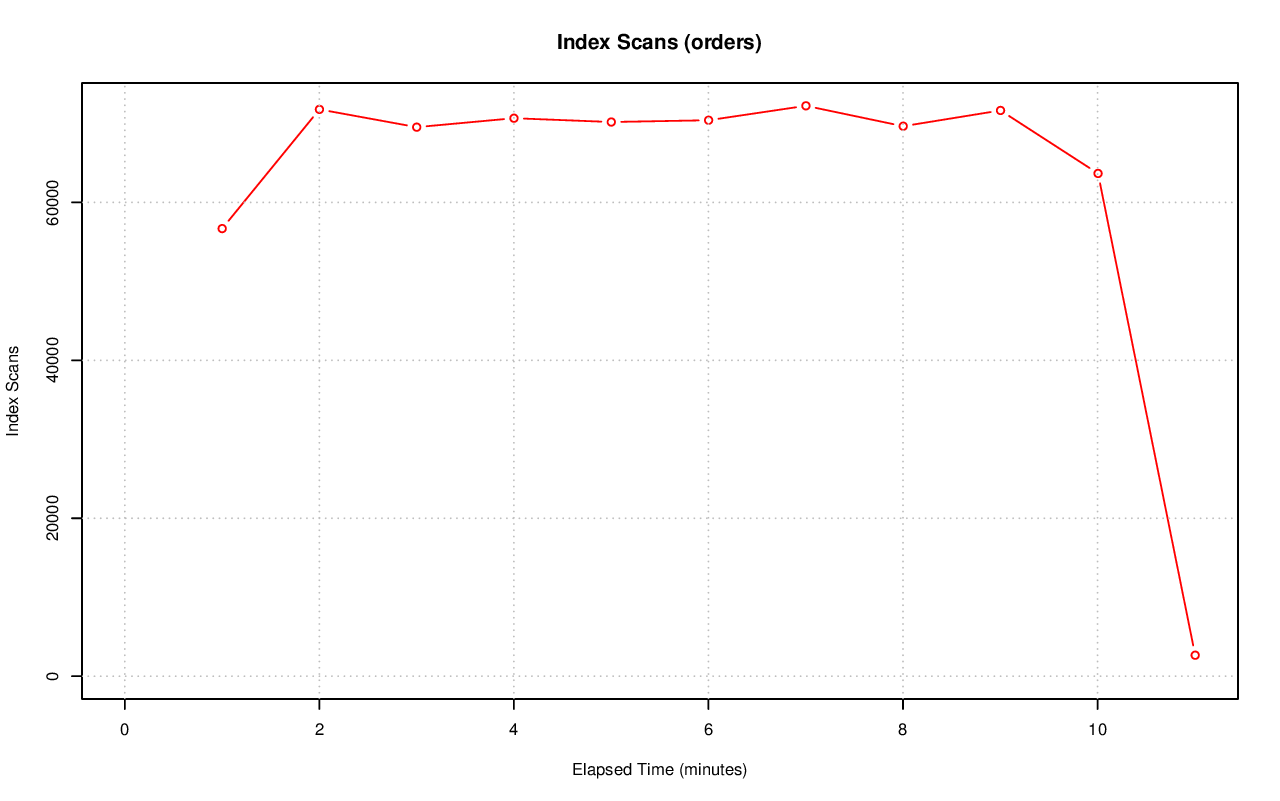 Index Scans (orders)
Index Scans
60000
40000
20000
0
0 2 4 6 8 10
Elapsed Time (minutes)